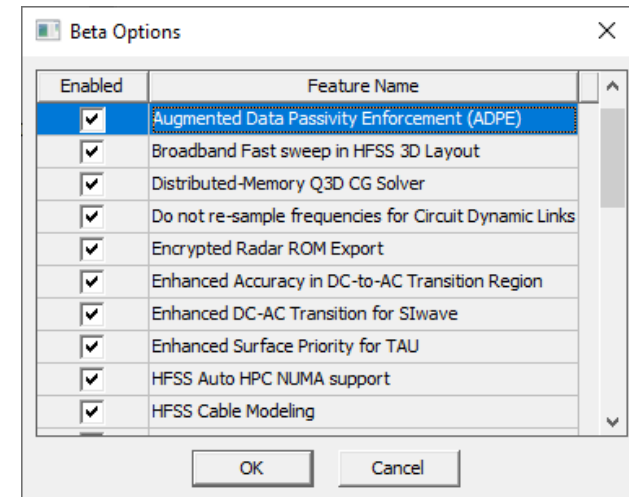 Beta Options
Enabled Feature Name
Augmented Data Passivity Enforcement (ADPE)
Broadband Fast sweep in HFSS 3D Layout
Distributed-Memory Q3D CG Solver
Do not re-sample frequencies for Circuit Dynamic Links
Encrypted Radar ROM Export
Enhanced Accuracy in DC-to-AC Transition Region
Enhanced DC-AC Transition for SIwave
Enhanced Surface Priority for TAU
HFSS Auto HPC NUMA support
HFSS Cable Modeling
OK Cancel